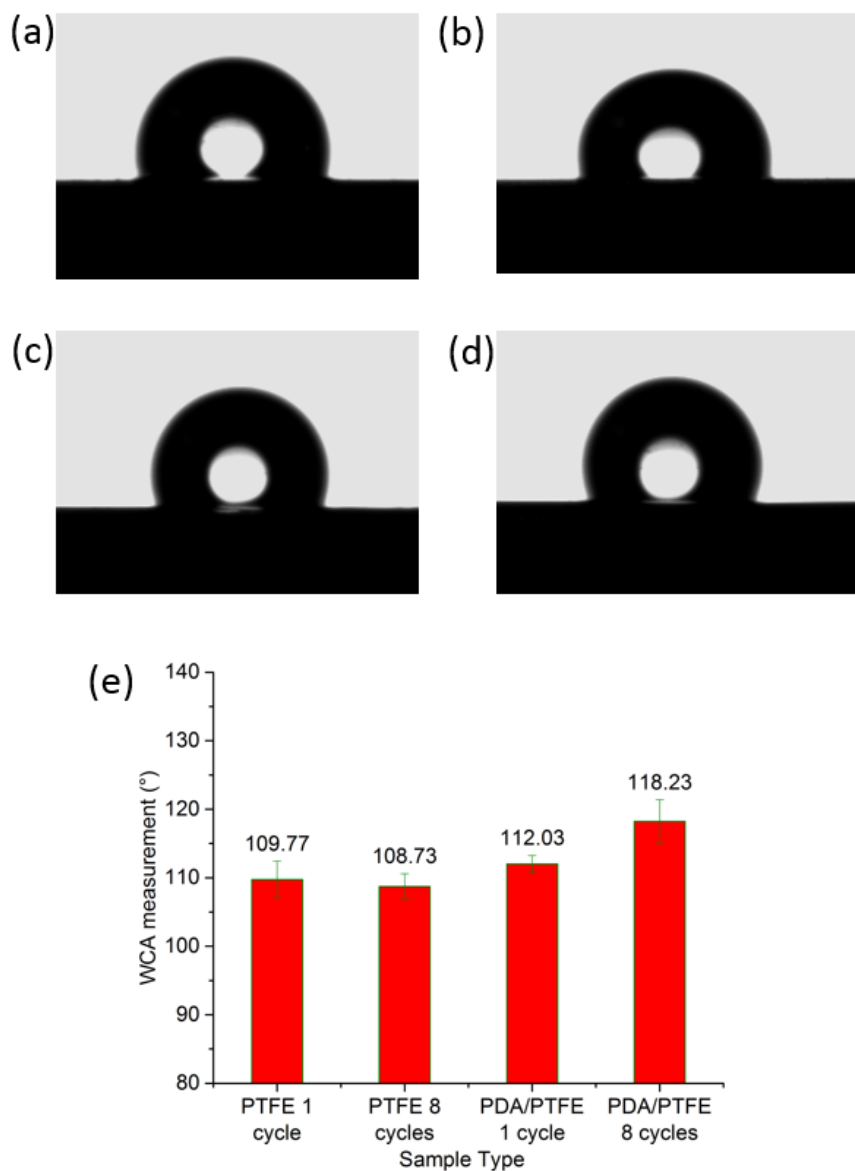 (a)
(b)
(c)
(d)
(e)
140
130
120
110
100
90
80
WCA measurement (°)
109.77
108.73
112.03
118.23
PTFE 1
cycle
PTFE 8
cycles
PDA/PTFE
1 cycle
PDA/PTFE
8 cycles
Sample Type